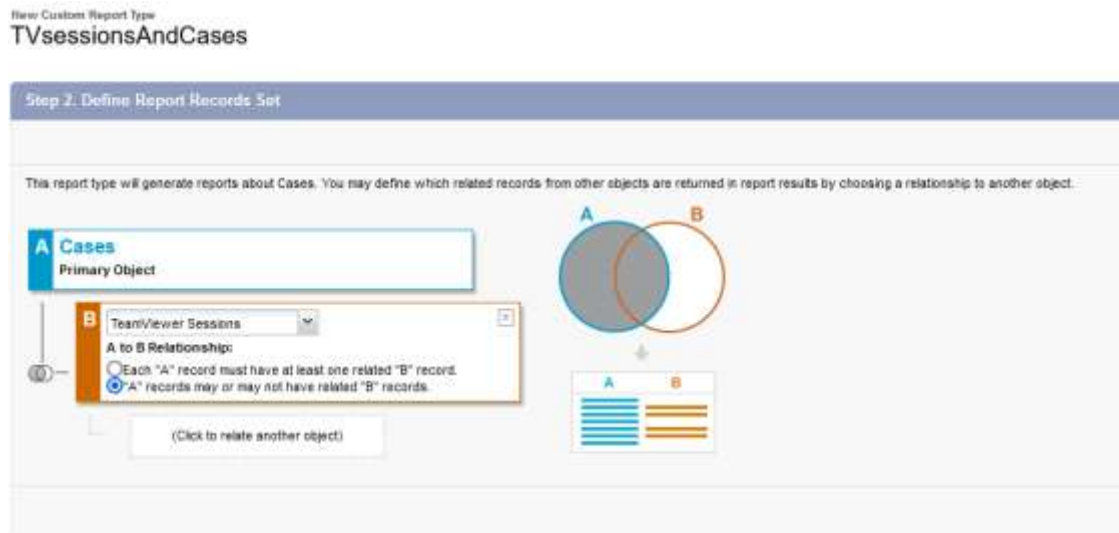 New Custom Report Type
TVsessionsAndCases
Step 2. Define Report Records Set
This report type will generate reports about Cases. You may define which related records from other objects are returned in report results by choosing a relationship to another object.
A Cases
Primary Object
B TeamViewer Sessions
A to B Relationship:
Each "A" record must have at least one related "B" record.
"A" records may or may not have related "B" records.
(Click to relate another object)
A B
A B